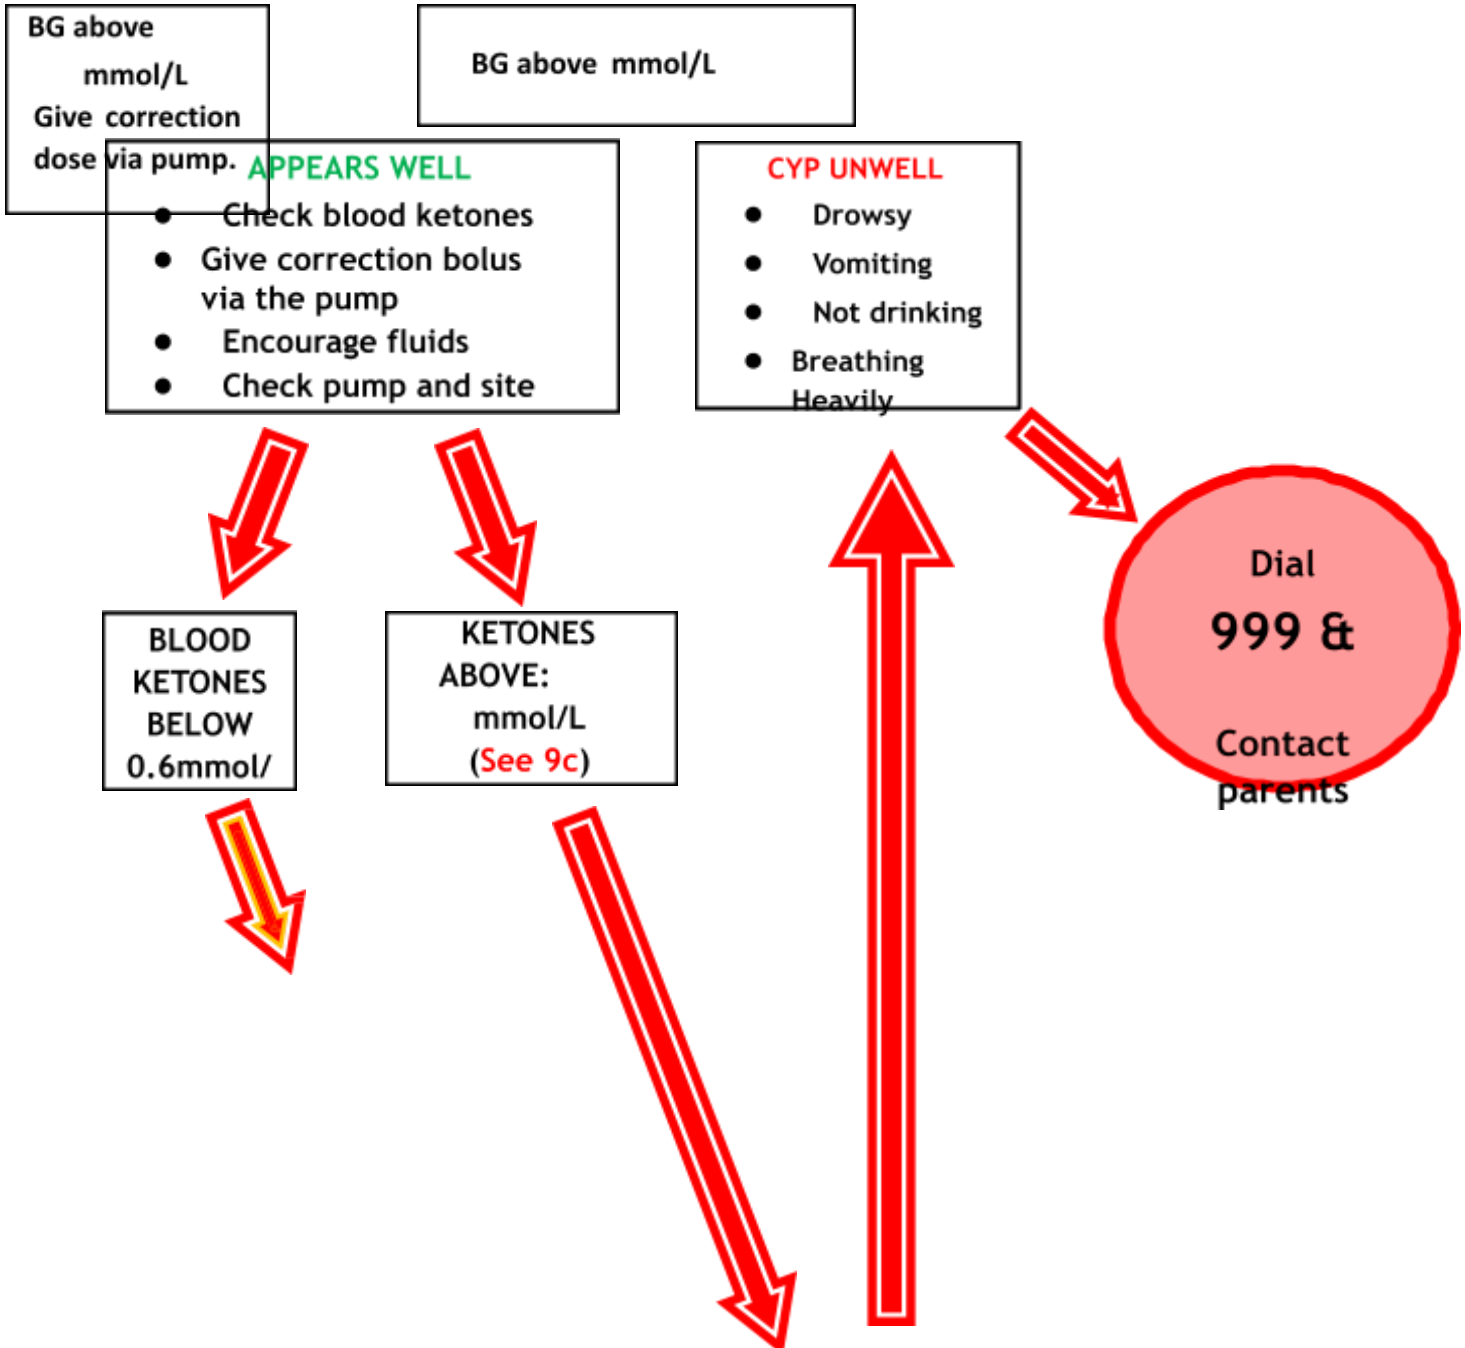 BG above
mmol/L
Give correction
dose via pump.
BG above mmol/L
APPEARS WELL
● Check blood ketones
● Give correction bolus
via the pump
● Encourage fluids
● Check pump and site
CYP UNWELL
● Drowsy
● Vomiting
● Not drinking
● Breathing
Heavily
BLOOD
KETONES
BELOW
0.6mmol/
KETONES
ABOVE:
mmol/L
(See 9c)
Dial
999 &
Contact
parents